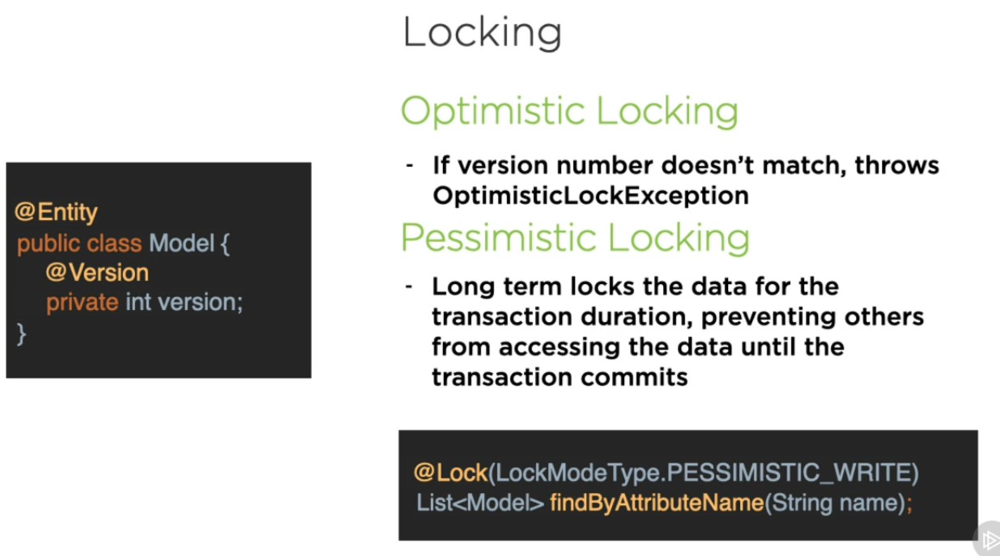 Locking
Optimistic Locking
- If version number doesn't match, throws
OptimisticLockException
Pessimistic Locking
- Long term locks the data for the
transaction duration, preventing others
from accessing the data until the
transaction commits
@Entity
public class Model {
@Version
private int version;
}
@Lock(LockModeType.PESSIMISTIC_WRITE)
List<Model> findByAttributeName(String name);